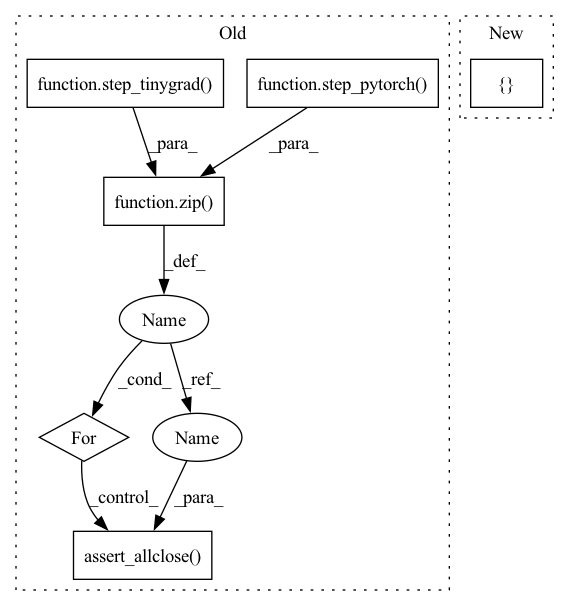 Old
New
function.step_tinygrad()
function.step_pytorch()
{}
_para_
_para_
function.zip()
_def_
Name
_cond_
_ref_
For
Name
_control_
_para_
assert_allclose()